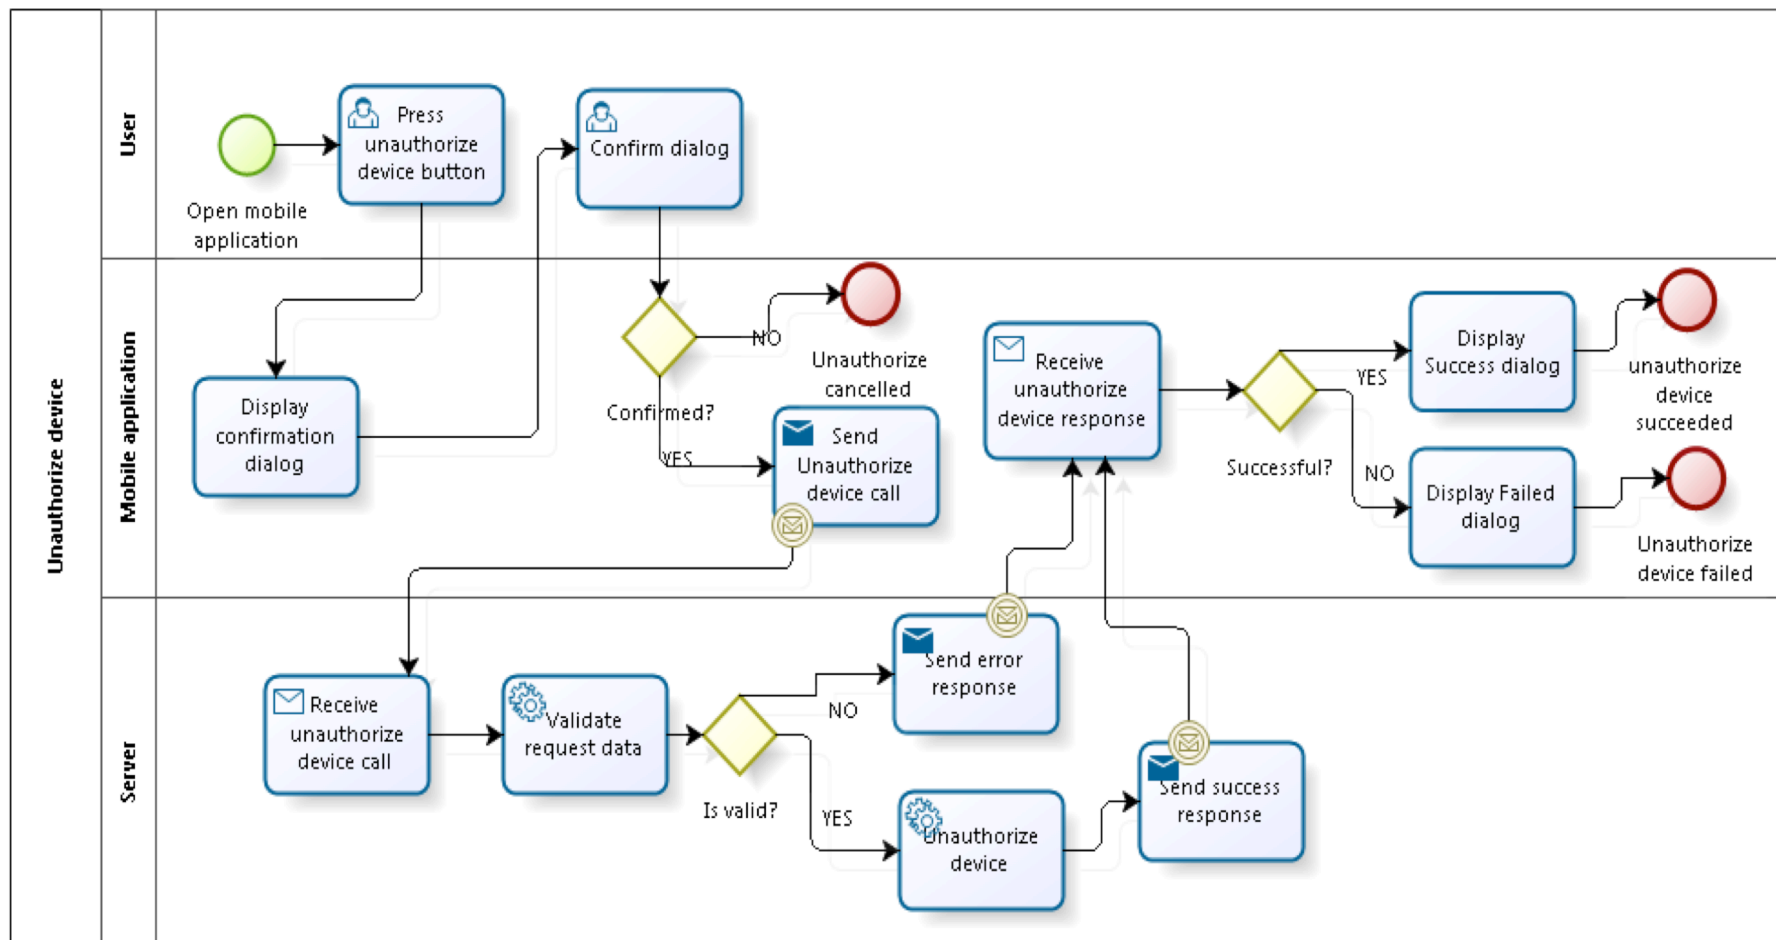 Unauthorize device
User
Open mobile
application
Press
unauthorize
device button
Confirm dialog
Mobile application
Display
confirmation
dialog
Confirmed?
NO
YES
Unauthorize
cancelled
Send
Unauthorize
device call
Receive
unauthorize
device response
Successful?
YES
NO
Display
Success dialog
unauthorize
device
succeeded
Display Failed
dialog
Unauthorize
device failed
Server
Receive
unauthorize
device call
Validate
request data
Is valid?
NO
YES
Send error
response
Unauthorize
device
Send success
response